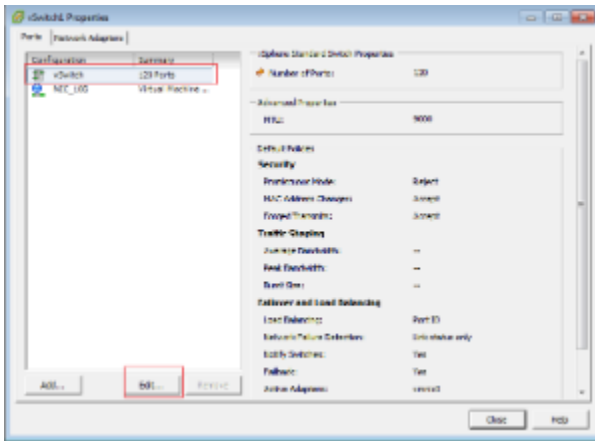 vSwitch1 Properties
Ports Network Adapters
Configuration Summary
vSwitch 120 Ports
NIC_LOG Virtual Machine ...
Add... Edit... Remove
vSphere Standard Switch Properties
Number of Ports: 120
Advanced Properties
MTU: 9000
Default Policies
Security
Promiscuous Mode: Reject
MAC Address Changes: Accept
Forged Transmits: Accept
Traffic Shaping
Average Bandwidth: --
Peak Bandwidth: --
Burst Size: --
Failover and Load Balancing
Load Balancing: Port ID
Network Failure Detection: Link status only
Notify Switches: Yes
Failback: Yes
Active Adapters:
Close Help